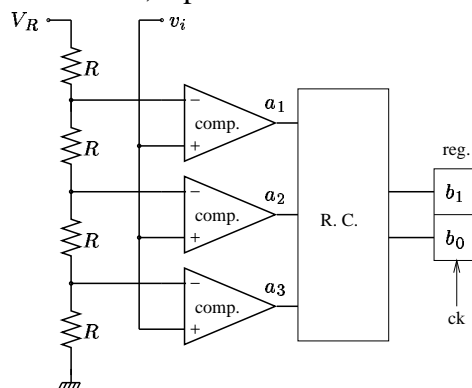 V_R
v_i
R
a_1
comp.
reg.
R
b_1
a_2
comp.
R. C.
b_0
R
a_3
comp.
ck
R